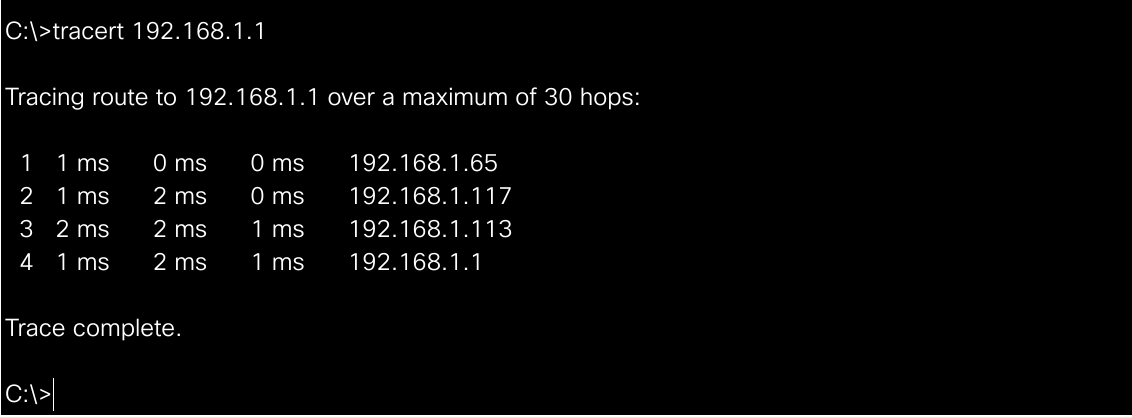 C:\>tracert 192.168.1.1
Tracing route to 192.168.1.1 over a maximum of 30 hops:
1 1 ms 0 ms 0 ms 192.168.1.65
2 1 ms 2 ms 0 ms 192.168.1.117
3 2 ms 2 ms 1 ms 192.168.1.113
4 1 ms 2 ms 1 ms 192.168.1.1
Trace complete.
C:\>